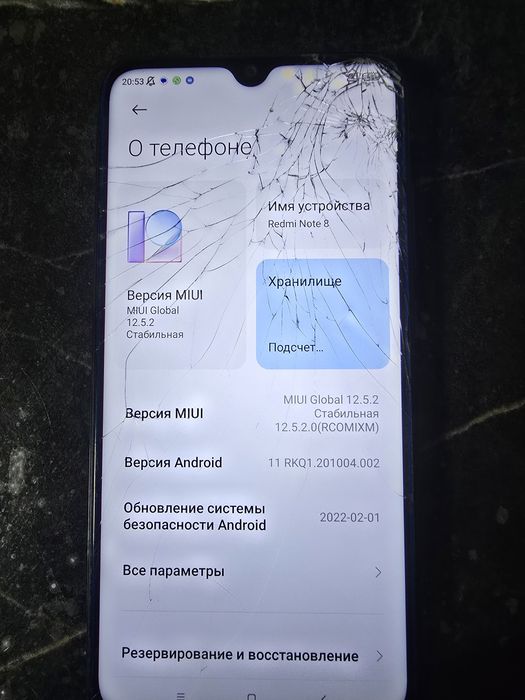 20:53
О телефоне
12
Имя устройства
Redmi Note 8
Хранилище
Подсчет...
Версия MIUI
MIUI Global
12.5.2
Стабильная
Версия MIUI
MIUI Global 12.5.2
Стабильная
12.5.2.0(RCOMIXM)
Версия Android
11 RKQ1.201004.002
Обновление системы
безопасности Android
2022-02-01
Все параметры
Резервирование и восстановление